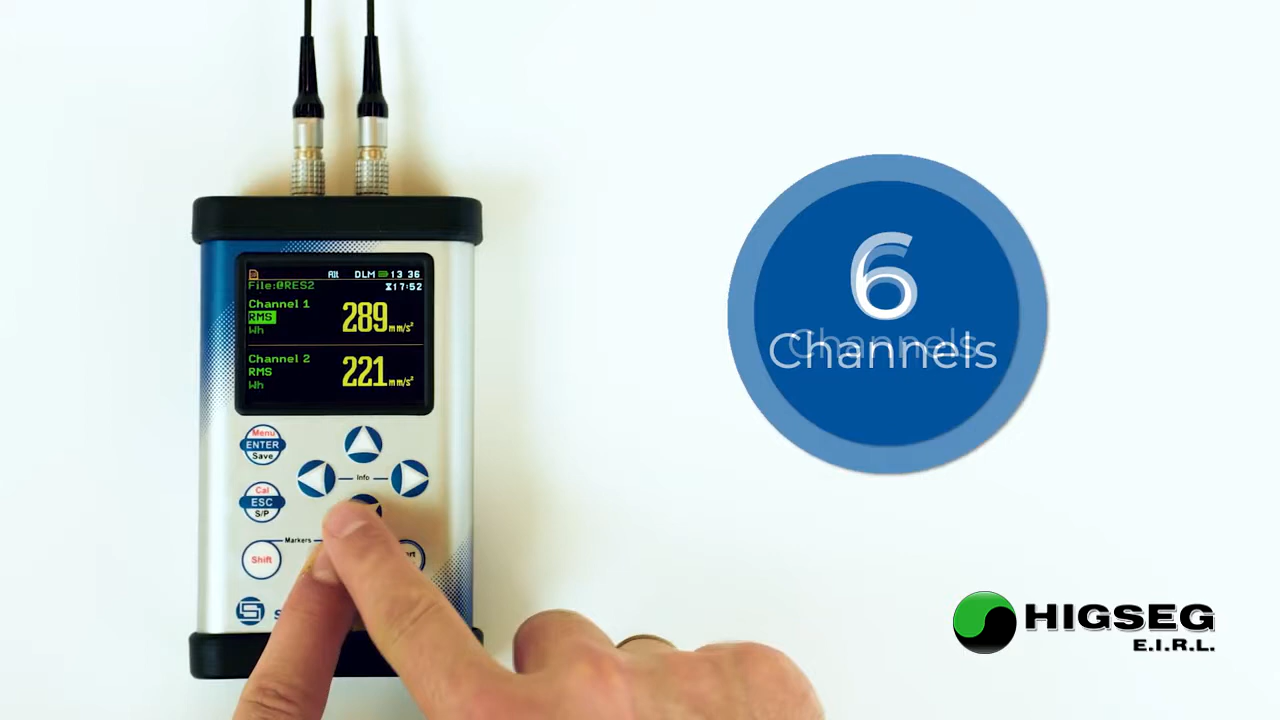 Alt DLM 13 36
File:@RES2 17:52
Channel 1
RMS 289 mm/s²
Wh
Channel 2
RMS 221 mm/s²
Wh
Menu
ENTER
Save
Info
Cal
ESC
S/P
Markers
Shift
6
Channels
HIGSEG
E.I.R.L.